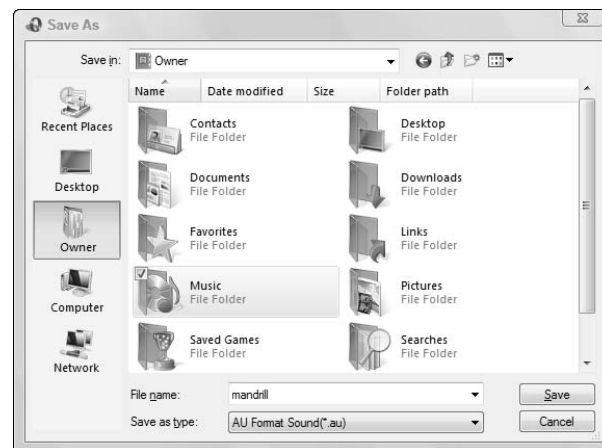 Save As
Save in:
Owner
Name Date modified Size Folder path
Recent Places
Desktop
Owner
Computer
Network
Contacts
File Folder
Desktop
File Folder
Documents
File Folder
Downloads
File Folder
Favorites
File Folder
Links
File Folder
Music
File Folder
Pictures
File Folder
Saved Games
File Folder
Searches
File Folder
File name: mandrill Save
Save as type: AU Format Sound(*.au) Cancel